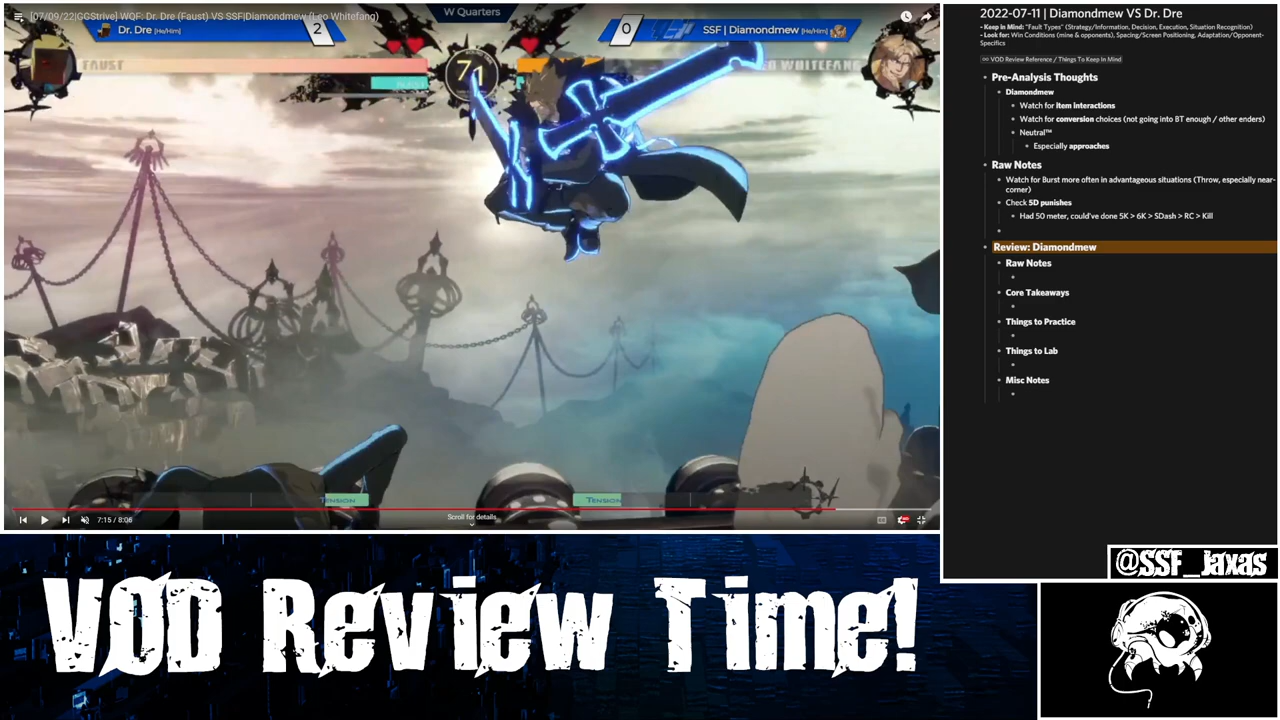 [07/09/22|GGStrive] WQF: Dr. Dre (Faust) VS SSF|Diamondmew (Leo Whitefang)
W Quarters
Dr. Dre [He/Him]
2
0
SSF | Diamondmew [He/Him]
FAUST
71
LEO WHITEFANG
BURST
TENSION
TENSION
7:15 / 8:06
Scroll for details
2022-07-11 | Diamondmew VS Dr. Dre
- Keep in Mind: "Fault Types" (Strategy/Information, Decision, Execution, Situation Recognition)
- Look for: Win Conditions (mine & opponents), Spacing/Screen Positioning, Adaptation/Opponent-
Specifics
VOD Review Reference / Things To Keep In Mind
Pre-Analysis Thoughts
Diamondmew
Watch for item interactions
Watch for conversion choices (not going into BT enough / other enders)
Neutral™
Especially approaches
Raw Notes
Watch for Burst more often in advantageous situations (Throw, especially near-
corner)
Check 5D punishes
Had 50 meter, could've done 5K > 6K > SDash > RC > Kill
Review: Diamondmew
Raw Notes
Core Takeaways
Things to Practice
Things to Lab
Misc Notes
@SSF_Jaxas
VOD Review Time!